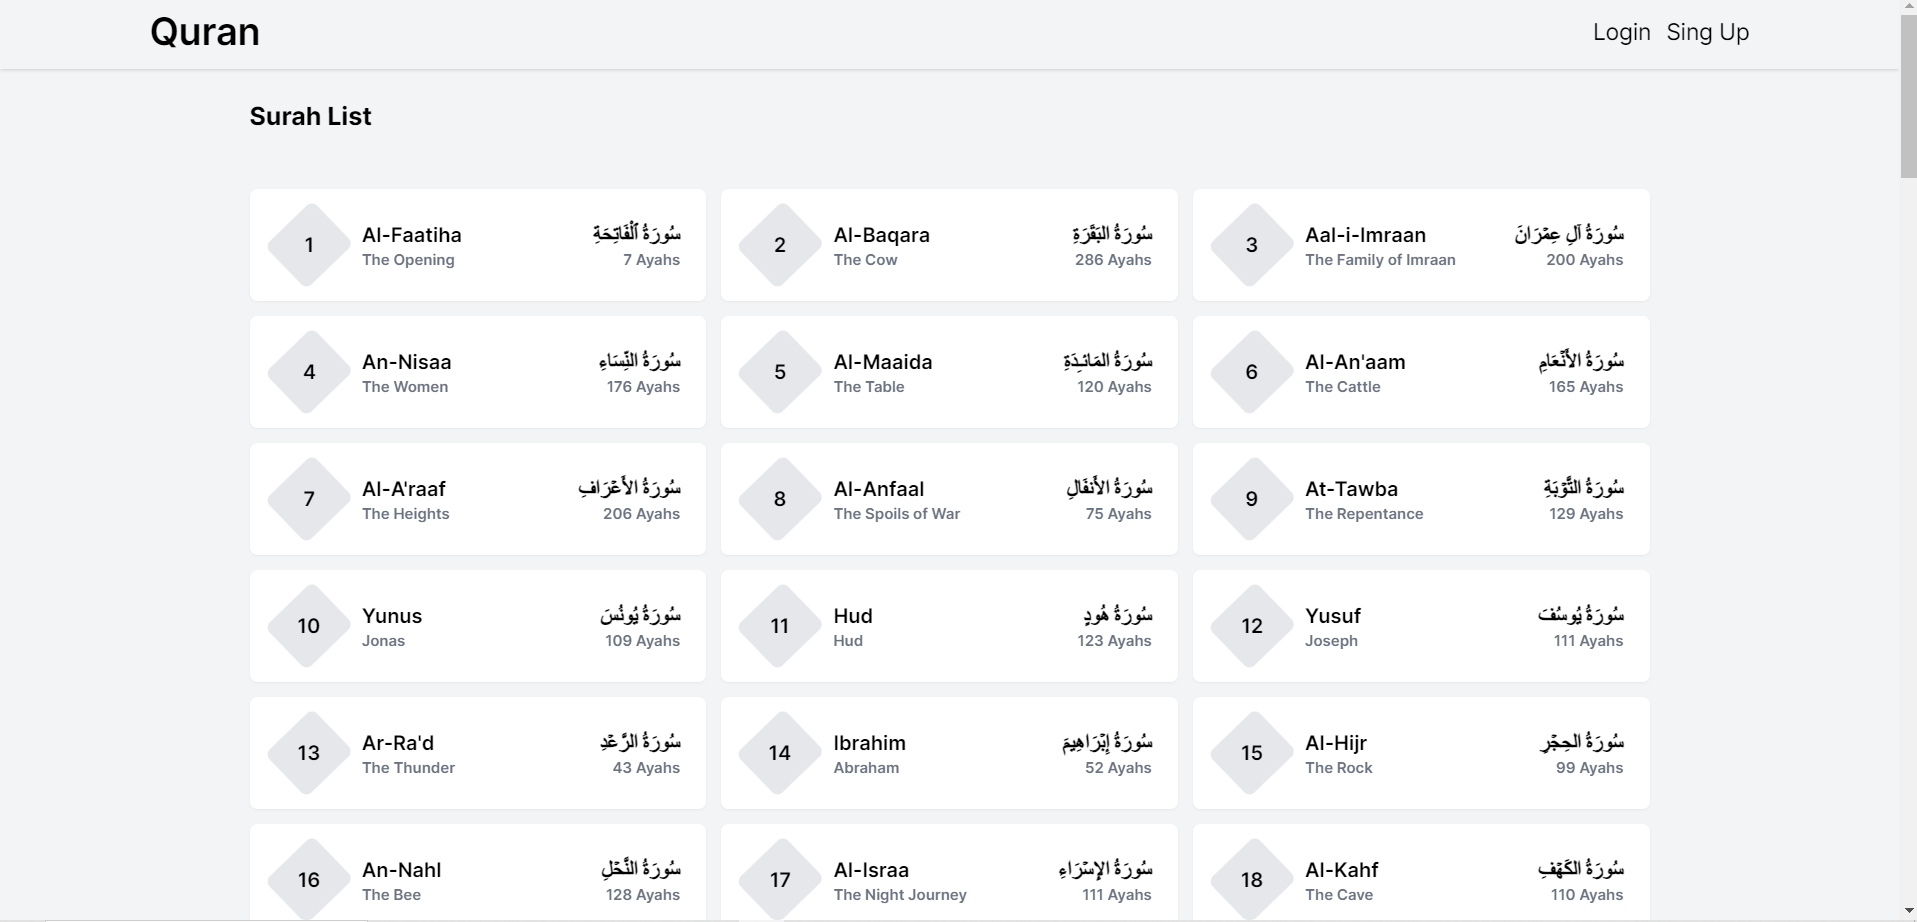 Quran
Login Sing Up
Surah List
1
Al-Faatiha
The Opening
سُورَةُ ٱلْفَاتِحَةِ
7 Ayahs
2
Al-Baqara
The Cow
سُورَةُ البَقَرَةِ
286 Ayahs
3
Aal-i-Imraan
The Family of Imraan
سُورَةُ آلِ عِمۡرَانَ
200 Ayahs
4
An-Nisaa
The Women
سُورَةُ النِّسَاءِ
176 Ayahs
5
Al-Maaida
The Table
سُورَةُ المَائـِدَةِ
120 Ayahs
6
Al-An'aam
The Cattle
سُورَةُ الأَنۡعَامِ
165 Ayahs
7
Al-A'raaf
The Heights
سُورَةُ الأَعۡرَافِ
206 Ayahs
8
Al-Anfaal
The Spoils of War
سُورَةُ الأَنفَالِ
75 Ayahs
9
At-Tawba
The Repentance
سُورَةُ التَّوۡبَةِ
129 Ayahs
10
Yunus
Jonas
سُورَةُ يُونُسَ
109 Ayahs
11
Hud
Hud
سُورَةُ هُودٍ
123 Ayahs
12
Yusuf
Joseph
سُورَةُ يُوسُفَ
111 Ayahs
13
Ar-Ra'd
The Thunder
سُورَةُ الرَّعۡدِ
43 Ayahs
14
Ibrahim
Abraham
سُورَةُ إِبۡرَاهِيمَ
52 Ayahs
15
Al-Hijr
The Rock
سُورَةُ الحِجۡرِ
99 Ayahs
16
An-Nahl
The Bee
سُورَةُ النَّحۡلِ
128 Ayahs
17
Al-Israa
The Night Journey
سُورَةُ الإِسۡرَاءِ
111 Ayahs
18
Al-Kahf
The Cave
سُورَةُ الكَهۡفِ
110 Ayahs